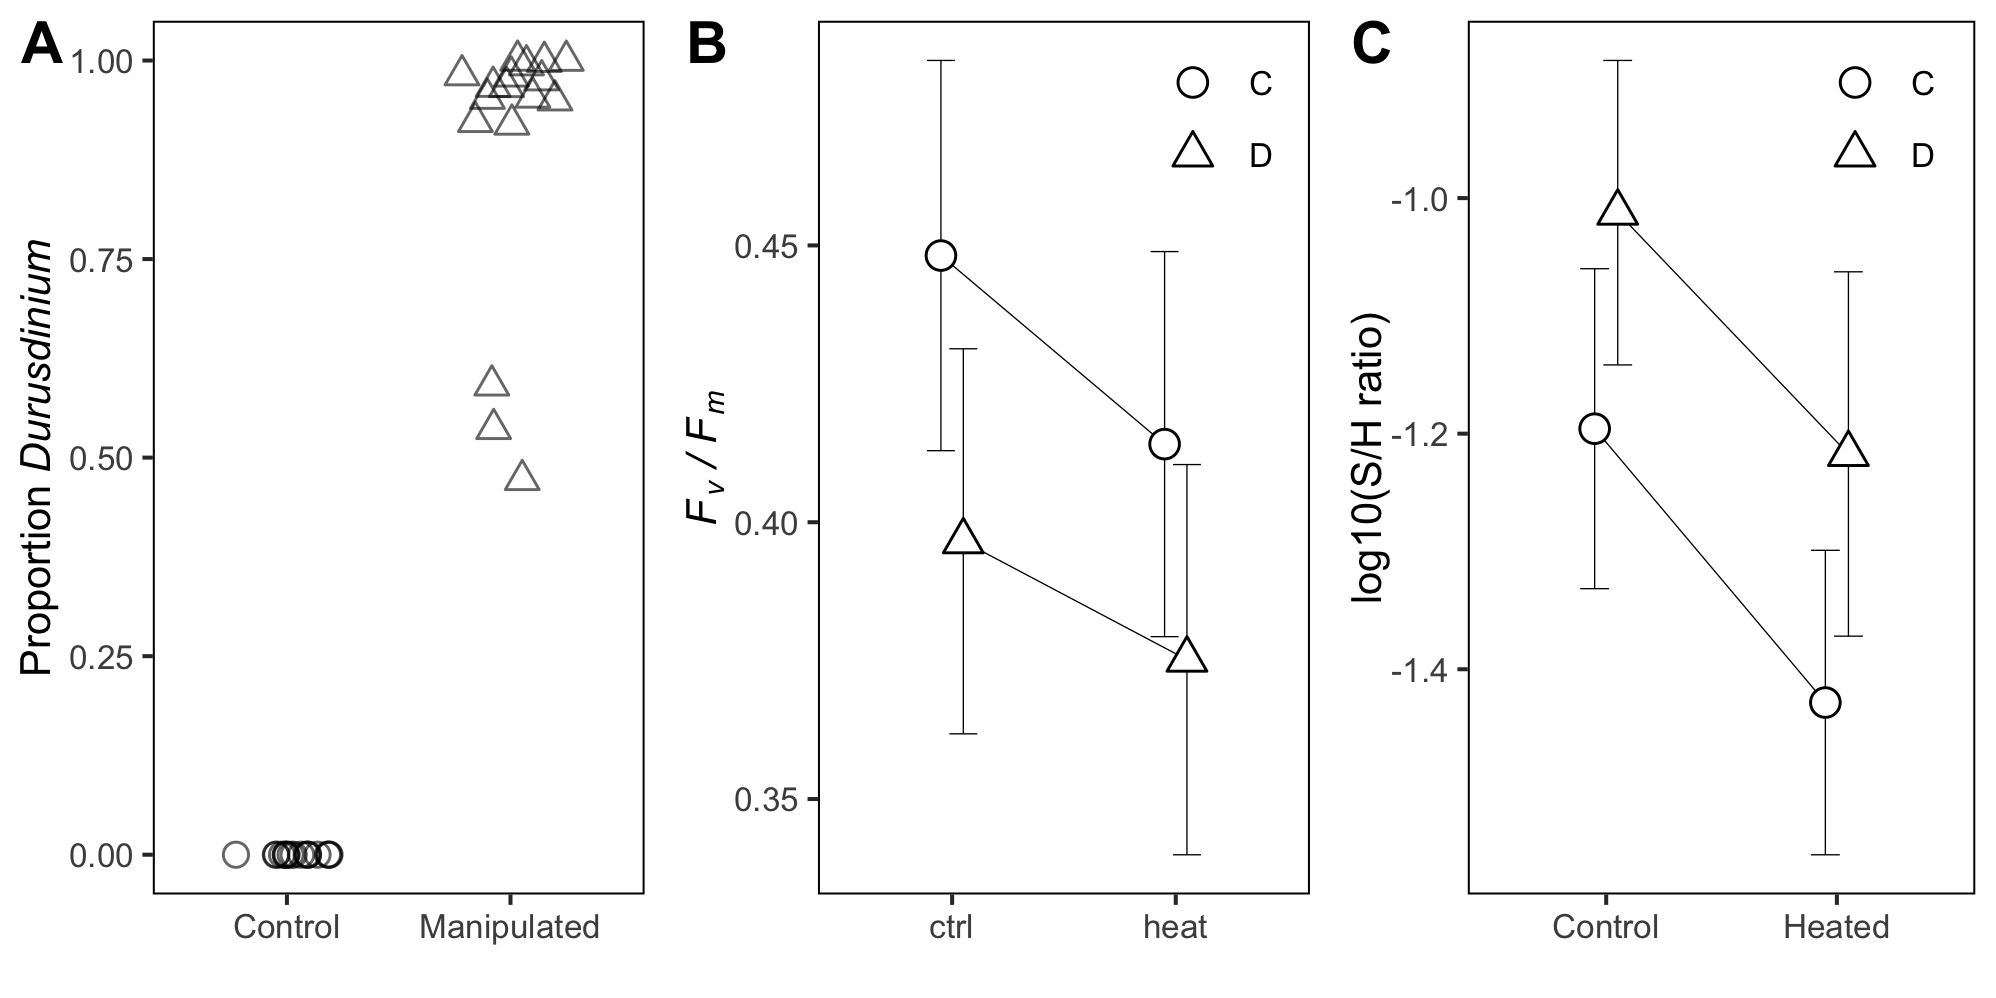 A
Proportion Durusdinium
1.00
0.75
0.50
0.25
0.00
Control Manipulated
B
Fv / Fm
0.45
0.40
0.35
ctrl heat
C
D
C
log10(S/H ratio)
-1.0
-1.2
-1.4
Control Heated
C
D